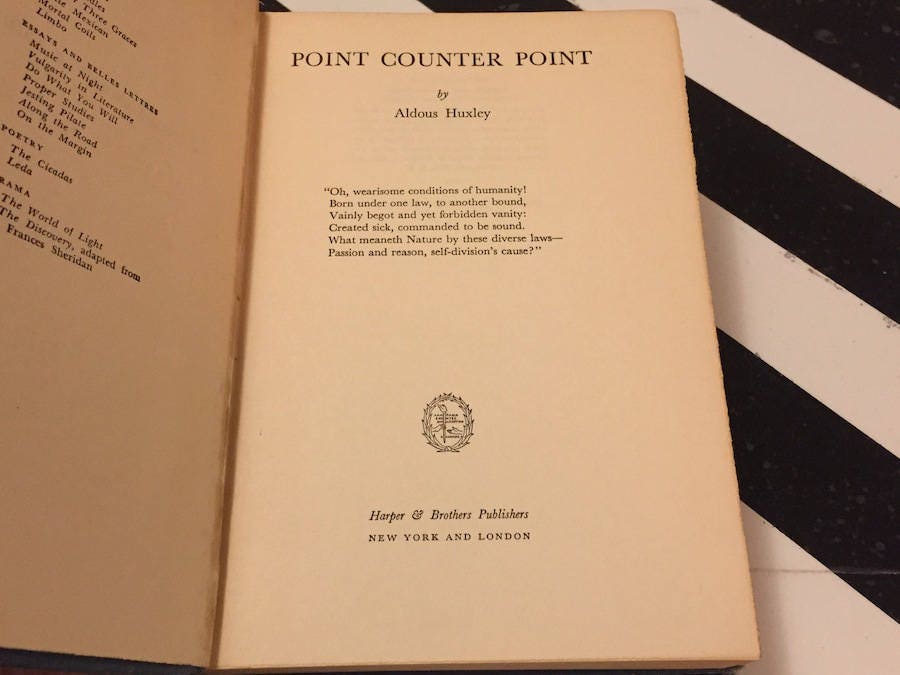 Three Graces
Mexican
Mortal Coils
Limbo
ESSAYS AND BELLES LETTRES
Music at Night
Vulgarity in Literature
Do What You Will
Proper Studies
Jesting Pilate
Along the Road
On the Margin
POETRY
The Cicadas
Leda
RAMA
The World of Light
The Discovery, adapted from
Frances Sheridan
POINT COUNTER POINT
by
Aldous Huxley
"Oh, wearisome conditions of humanity!
Born under one law, to another bound,
Vainly begot and yet forbidden vanity:
Created sick, commanded to be sound.
What meaneth Nature by these diverse laws—
Passion and reason, self-division's cause?"
Harper & Brothers Publishers
NEW YORK AND LONDON